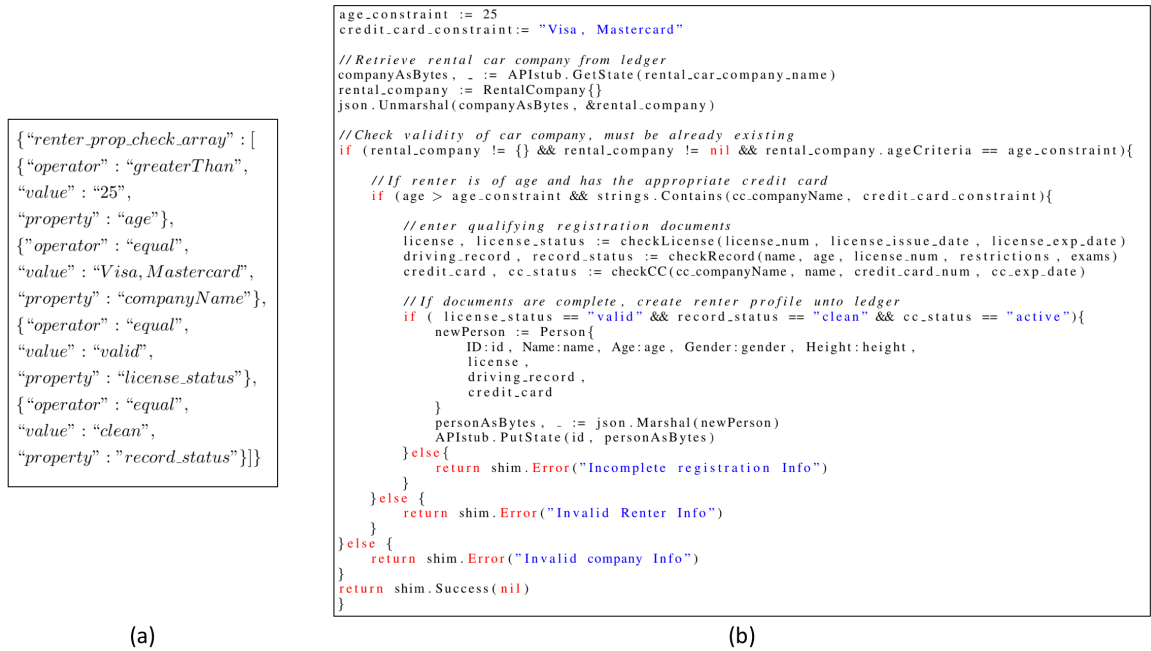 {“renter_prop_check_array” : [
{“operator” : “greaterThan”,
“value” : “25”,
“property” : “age”},
{”operator” : “equal”,
“value” : “Visa, Mastercard”,
“property” : “companyName”},
{“operator” : “equal”,
“value” : “valid”,
“property” : “license_status”},
{“operator” : “equal”,
“value” : “clean”,
“property” : ”record_status”}]}
(a)
age_constraint := 25
credit_card_constraint:= ”Visa, Mastercard”
//Retrieve rental car company from ledger
companyAsBytes, _ := APIstub.GetState(rental_car_company_name)
rental_company := RentalCompany{}
json.Unmarshal(companyAsBytes, &rental_company)
//Check validity of car company, must be already existing
if (rental_company != {} && rental_company != nil && rental_company.ageCriteria == age_constraint){
//If renter is of age and has the appropriate credit card
if (age > age_constraint && strings.Contains(cc_companyName, credit_card_constraint){
//enter qualifying registration documents
license, license_status := checkLicense(license_num, license_issue_date, license_exp_date)
driving_record, record_status := checkRecord(name, age, license_num, restrictions, exams)
credit_card, cc_status := checkCC(cc_companyName, name, credit_card_num, cc_exp_date)
//If documents are complete, create renter profile unto ledger
if ( license_status == ”valid” && record_status == ”clean” && cc_status == ”active”){
newPerson := Person{
ID:id, Name:name, Age:age, Gender:gender, Height:height,
license,
driving_record,
credit_card
}
personAsBytes, _ := json.Marshal(newPerson)
APIstub.PutState(id, personAsBytes)
}else{
return shim.Error(”Incomplete registration Info”)
}
}else {
return shim.Error(”Invalid Renter Info”)
}
}else {
return shim.Error(”Invalid company Info”)
}
return shim.Success(nil)
}
(b)